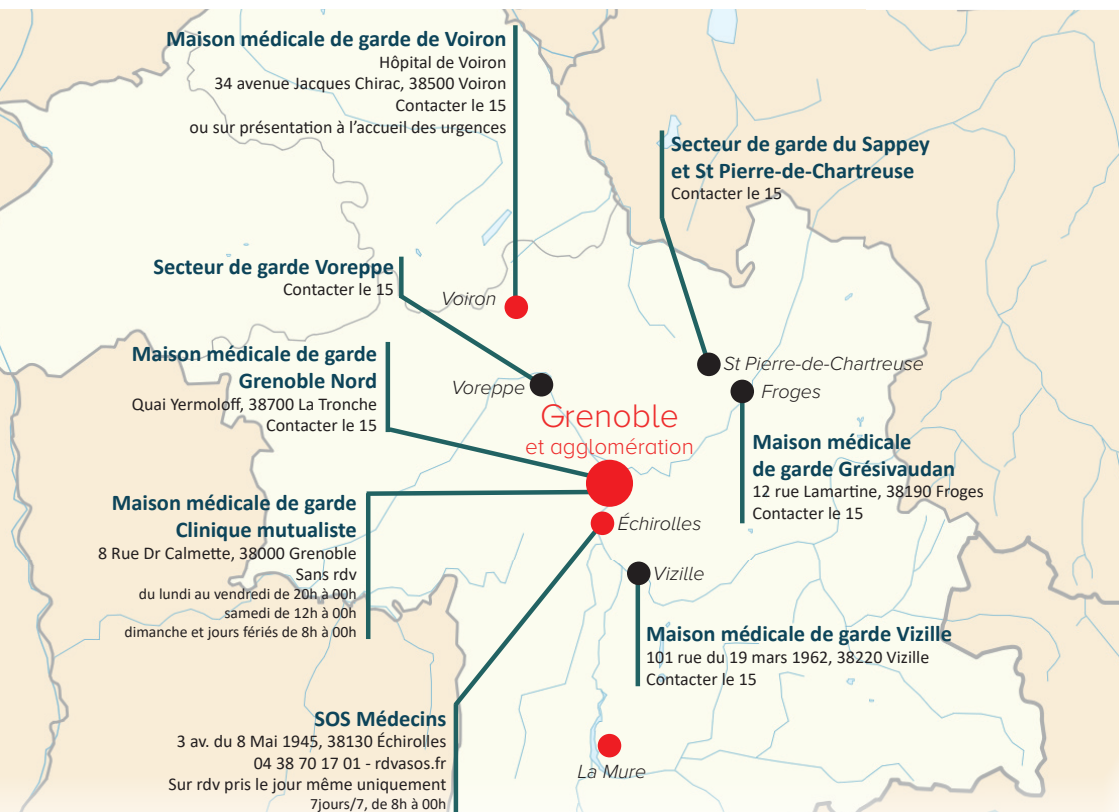 Maison médicale de garde de Voiron
Hôpital de Voiron
34 avenue Jacques Chirac, 38500 Voiron
Contacter le 15
ou sur présentation à l'accueil des urgences
Secteur de garde du Sappey
et St Pierre-de-Chartreuse
Contacter le 15
Secteur de garde Voreppe
Contacter le 15
Voiron
Maison médicale de garde
Grenoble Nord
Quai Yermoloff, 38700 La Tronche
Contacter le 15
Voreppe
St Pierre-de-Chartreuse
Froges
Grenoble
et agglomération
Maison médicale
de garde Grésivaudan
12 rue Lamartine, 38190 Froges
Contacter le 15
Maison médicale de garde
Clinique mutualiste
8 Rue Dr Calmette, 38000 Grenoble
Sans rdv
du lundi au vendredi de 20h à 00h
samedi de 12h à 00h
dimanche et jours fériés de 8h à 00h
Échirolles
Vizille
Maison médicale de garde Vizille
101 rue du 19 mars 1962, 38220 Vizille
Contacter le 15
SOS Médecins
3 av. du 8 Mai 1945, 38130 Échirolles
04 38 70 17 01 - rdvasos.fr
Sur rdv pris le jour même uniquement
7jours/7, de 8h à 00h
La Mure